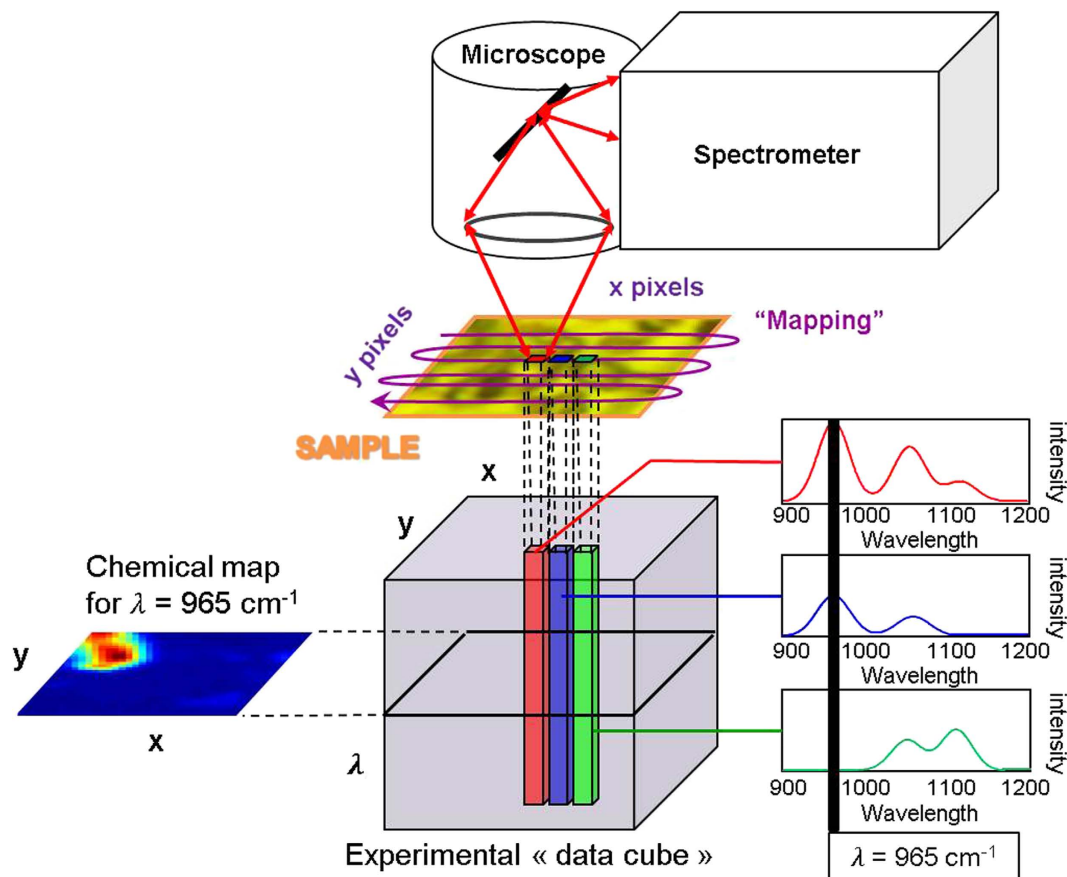 Microscope
Spectrometer
x pixels
"Mapping"
y pixels
SAMPLE
x
y
Chemical map
for λ = 965 cm⁻¹
y
x
λ
Experimental « data cube »
intensity
900 1000 1100 1200
Wavelength
intensity
900 1000 1100 1200
Wavelength
intensity
900 1000 1100 1200
Wavelength
λ = 965 cm⁻¹